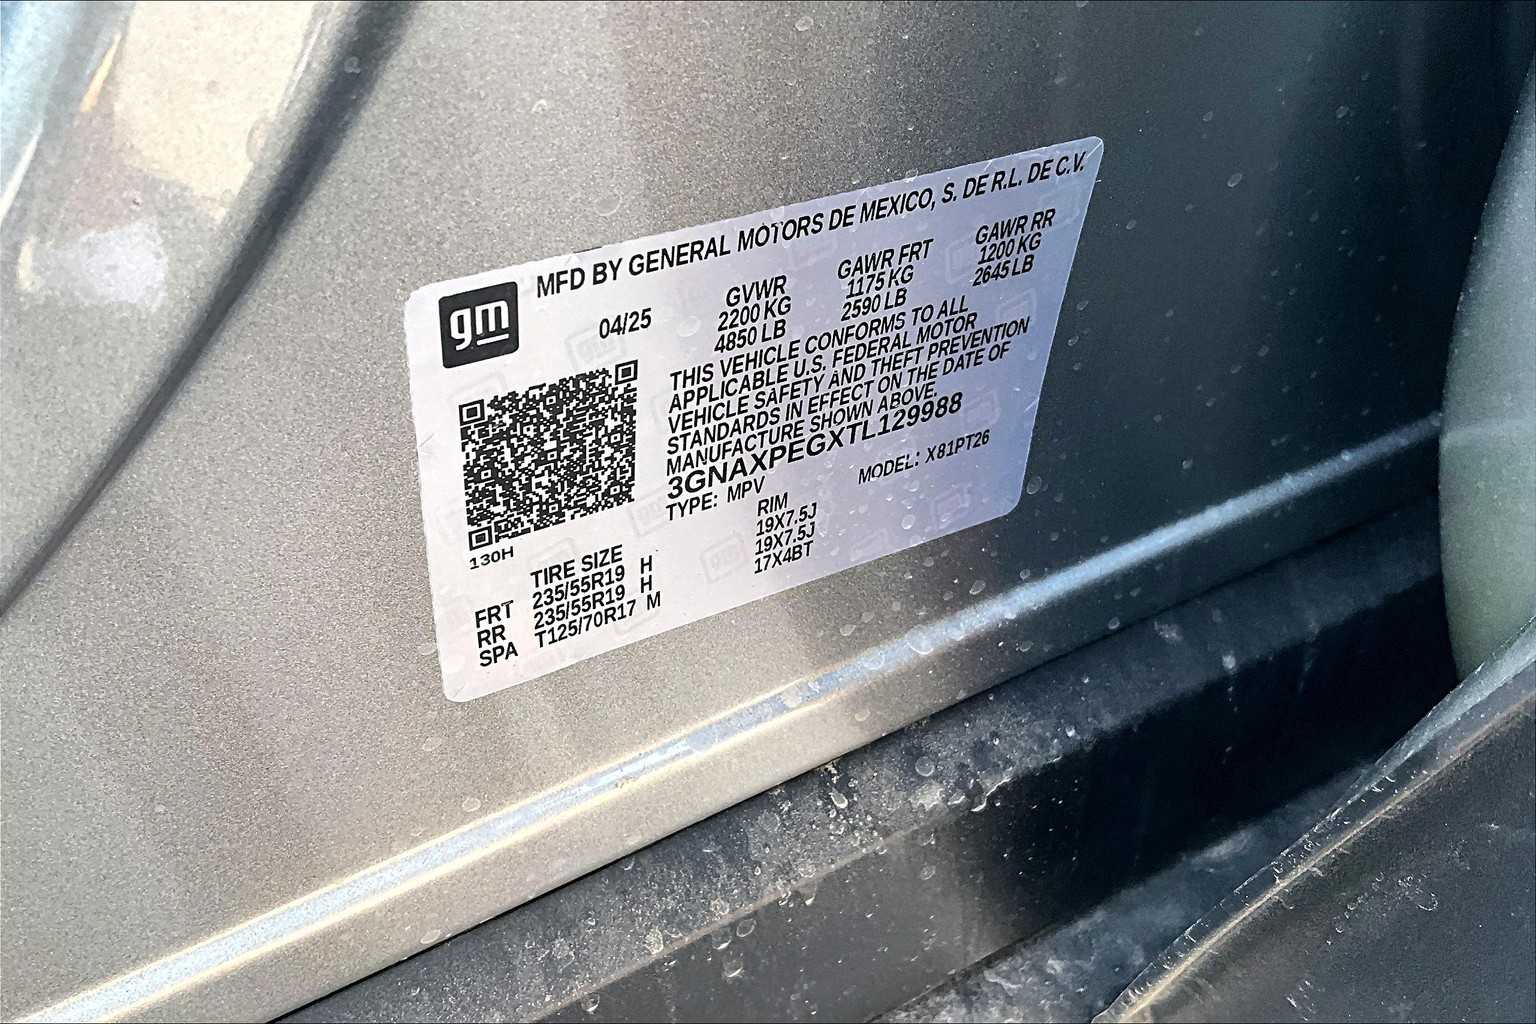 MFD BY GENERAL MOTORS DE MEXICO, S. DE R.L. DE C.V.
gm
04/25
GVWR
2200 KG
4850 LB
GAWR FRT
1175 KG
2590 LB
GAWR RR
1200 KG
2645 LB
THIS VEHICLE CONFORMS TO ALL
APPLICABLE U.S. FEDERAL MOTOR
VEHICLE SAFETY AND THEFT PREVENTION
STANDARDS IN EFFECT ON THE DATE OF
MANUFACTURE SHOWN ABOVE.
3GNAXPEGXTL129988
TYPE: MPV
MODEL: X81PT26
130H
TIRE SIZE RIM
FRT 235/55R19 H 19X7.5J
RR 235/55R19 H 19X7.5J
SPA T125/70R17 M 17X4BT